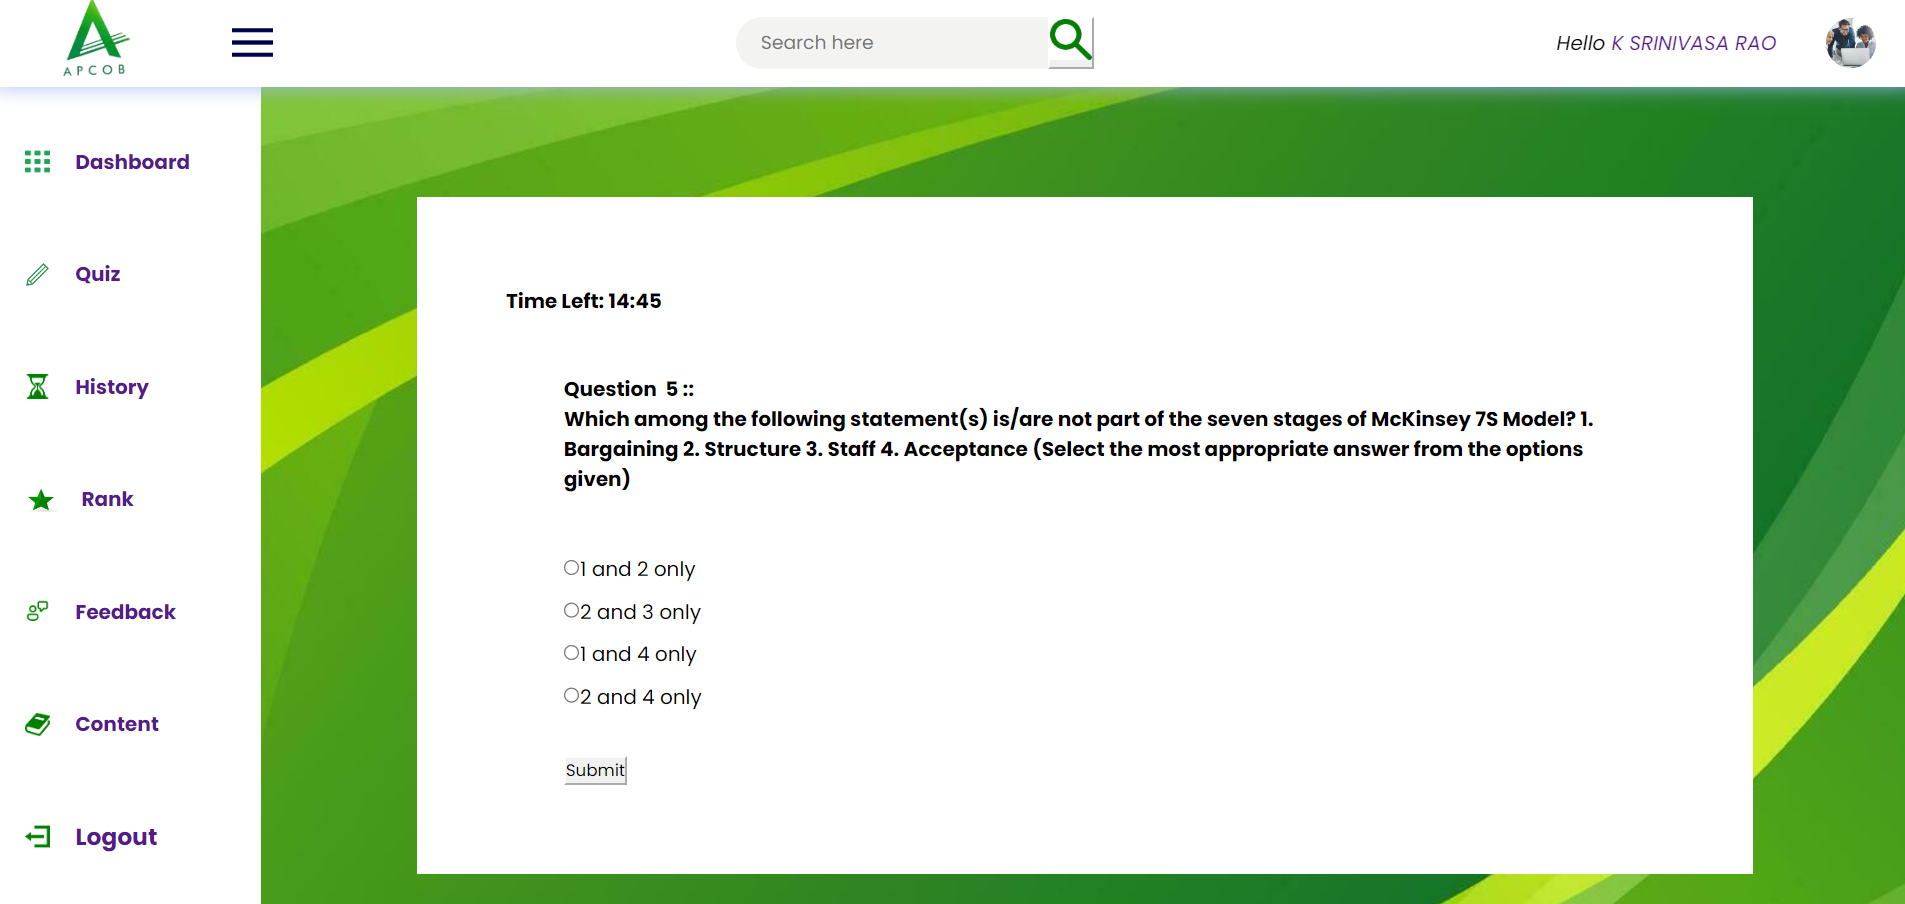 APCOB
Search here
Hello K SRINIVASA RAO
Dashboard
Quiz
History
Rank
Feedback
Content
Logout
Time Left: 14:45
Question 5 ::
Which among the following statement(s) is/are not part of the seven stages of McKinsey 7S Model? 1.
Bargaining 2. Structure 3. Staff 4. Acceptance (Select the most appropriate answer from the options
given)
1 and 2 only
2 and 3 only
1 and 4 only
2 and 4 only
Submit